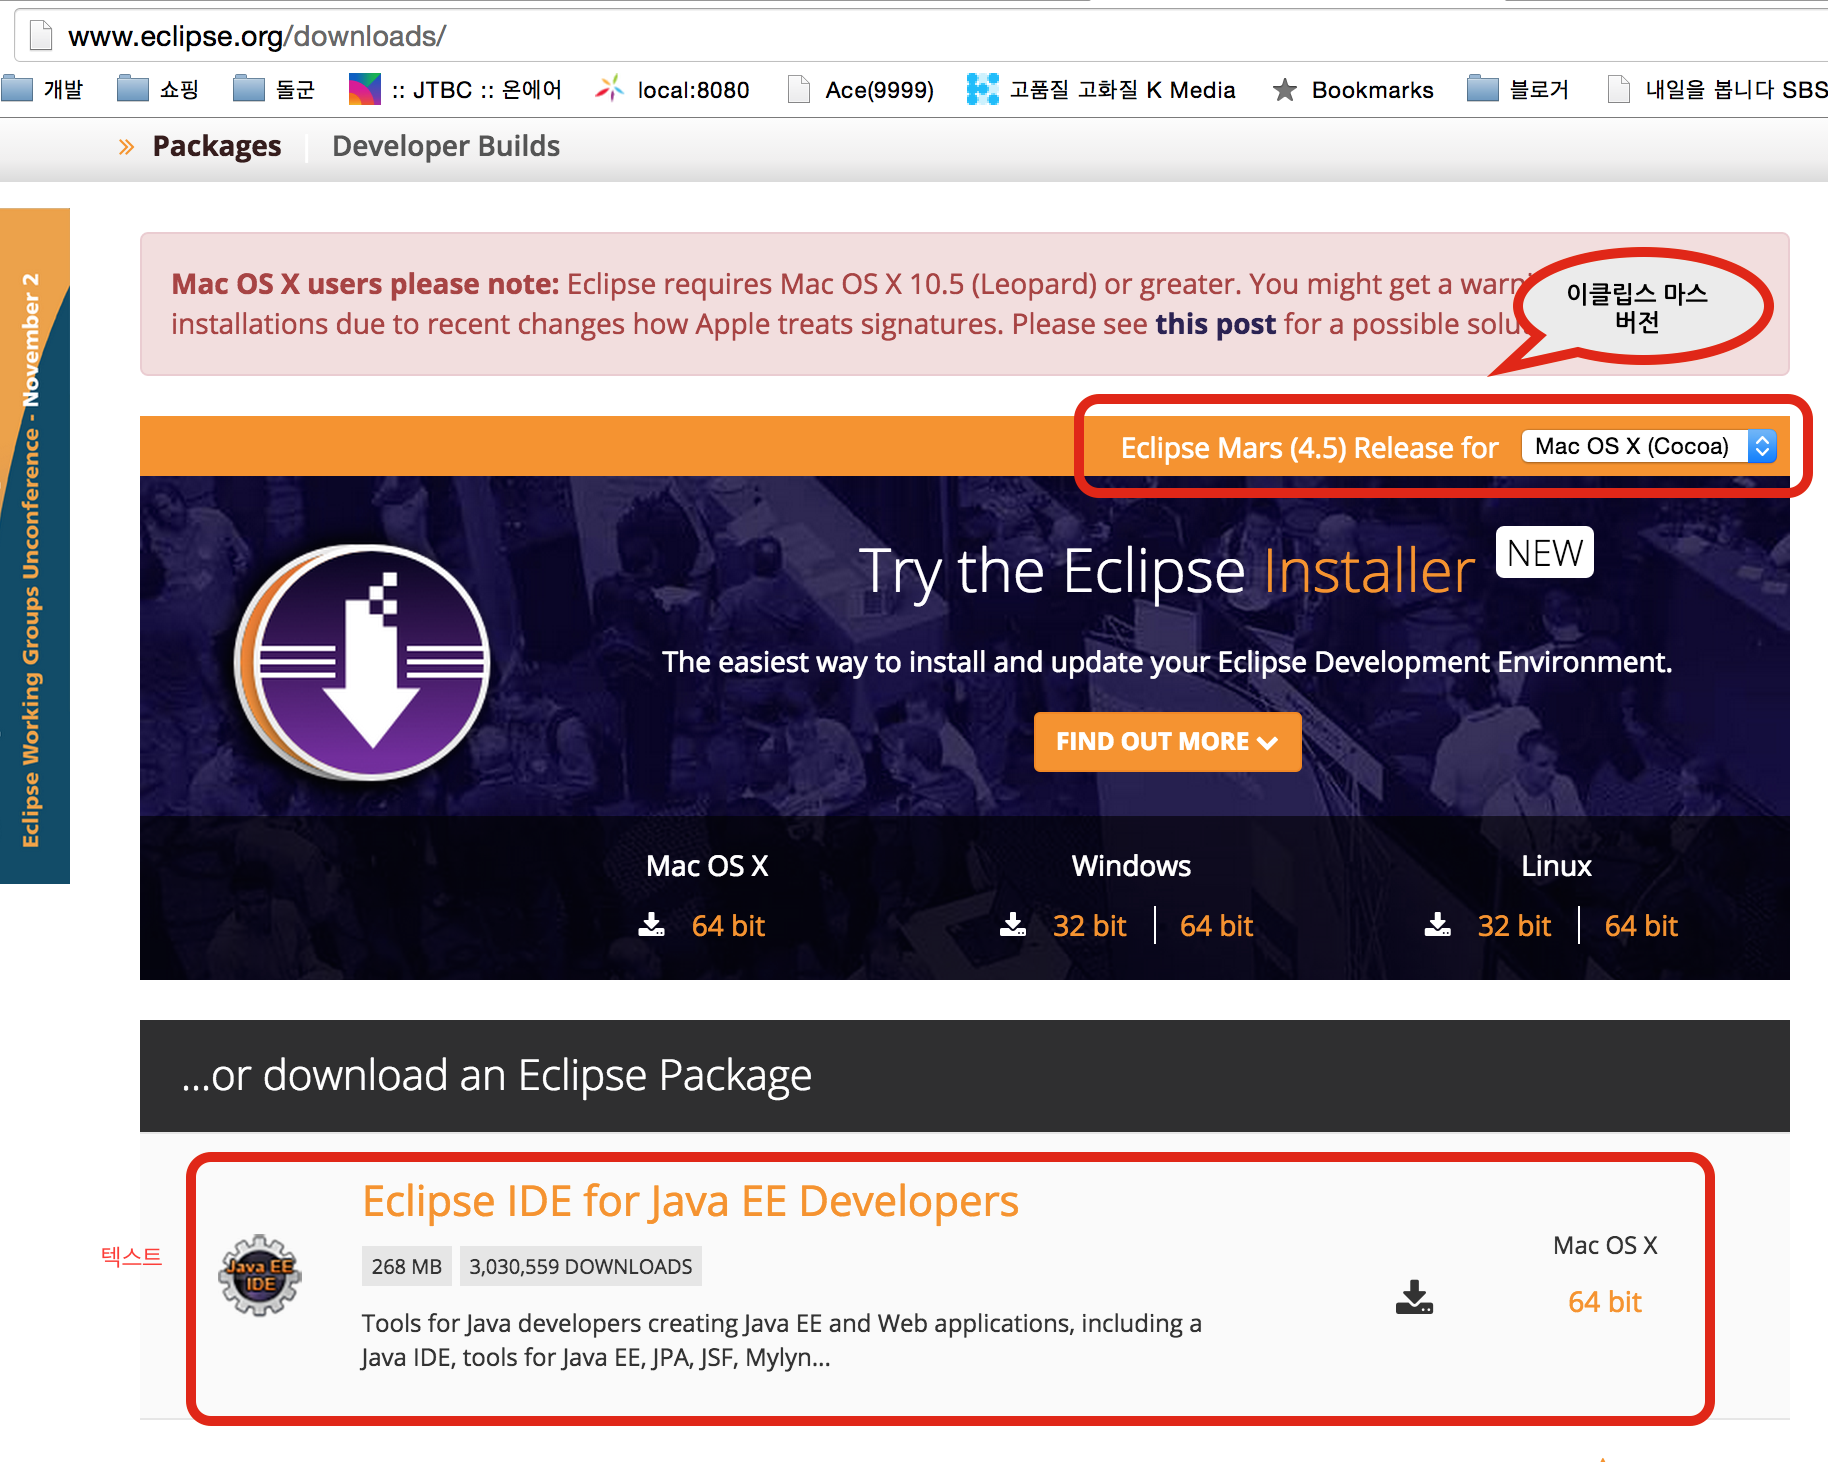 www.eclipse.org/downloads/
개발 쇼핑 돌군 :: JTBC :: 온에어 local:8080 Ace(9999) 고품질 고화질 K Media Bookmarks 블로거 내일을 봅니다 SBS
» Packages Developer Builds
Eclipse Working Groups Unconference - November 2
Mac OS X users please note: Eclipse requires Mac OS X 10.5 (Leopard) or greater. You might get a
installations due to recent changes how Apple treats signatures. Please see this post for a possible
이클립스 마스
버전
Eclipse Mars (4.5) Release for Mac OS X (Cocoa)
Try the Eclipse Installer NEW
The easiest way to install and update your Eclipse Development Environment.
FIND OUT MORE
Mac OS X Windows Linux
64 bit 32 bit 64 bit 32 bit 64 bit
...or download an Eclipse Package
Eclipse IDE for Java EE Developers
텍스트
Java EE
IDE
268 MB 3,030,559 DOWNLOADS
Mac OS X
64 bit
Tools for Java developers creating Java EE and Web applications, including a
Java IDE, tools for Java EE, JPA, JSF, Mylyn...